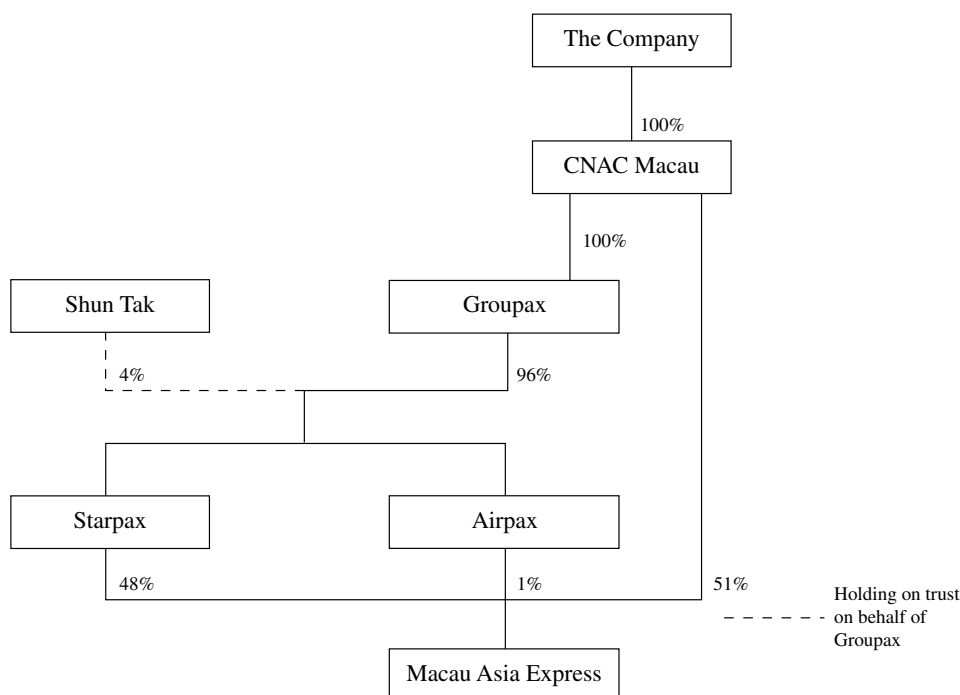 The Company
100%
CNAC Macau
100%
Shun Tak
Groupax
4%
96%
Starpax
Airpax
48%
1%
51%
Holding on trust
on behalf of
Groupax
Macau Asia Express